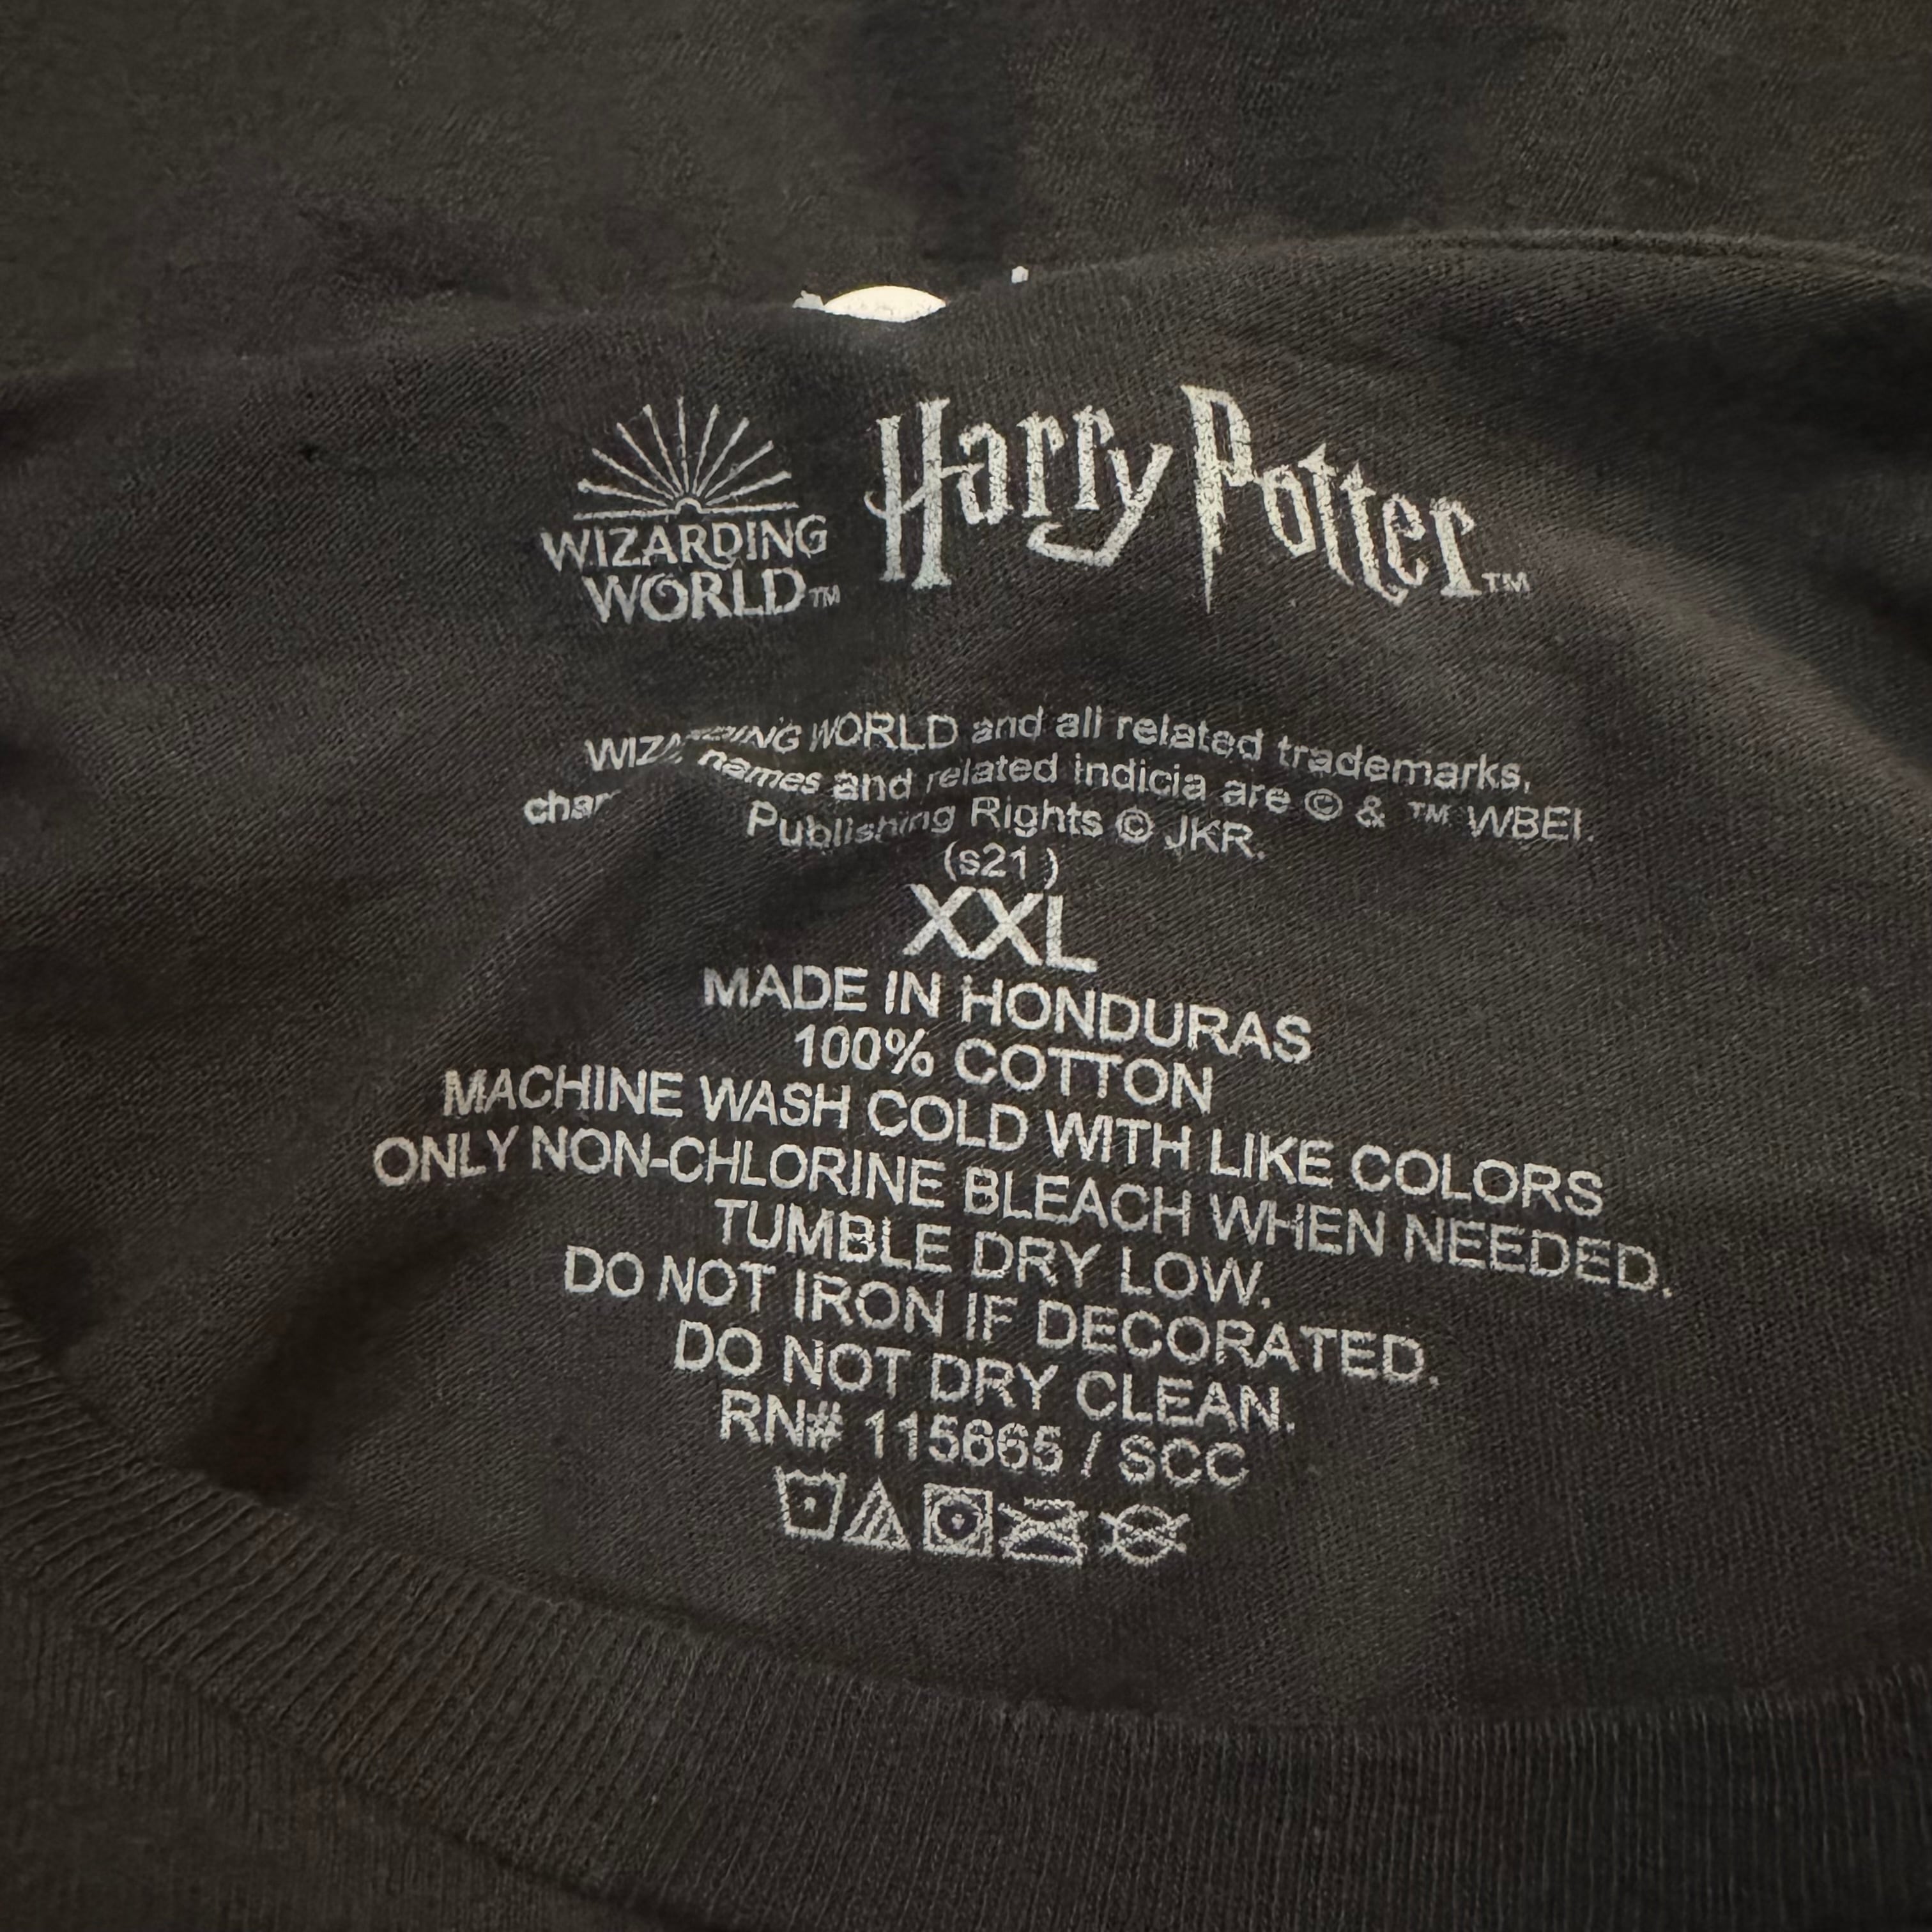 WIZARDING
WORLD™
Harry Potter™
WORLD and all related trademarks,
names and related indicia are © & ™ WBEI.
Publishing Rights © JKR.
(s21 )
XXL
MADE IN HONDURAS
100% COTTON
MACHINE WASH COLD WITH LIKE COLORS
ONLY NON-CHLORINE BLEACH WHEN NEEDED.
TUMBLE DRY LOW.
DO NOT IRON IF DECORATED.
DO NOT DRY CLEAN.
RN# 115665 / SCC